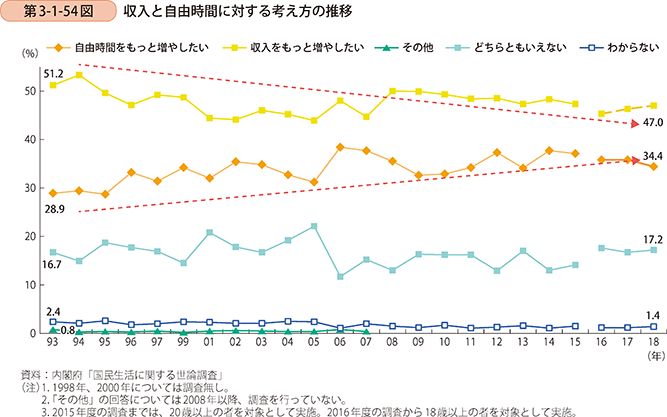 第3-1-54図 収入と自由時間に対する考え方の推移
(%)
自由時間をもっと増やしたい 収入をもっと増やしたい その他 どちらともいえない わからない
60
50
40
30
20
10
0
51.2
28.9
16.7
2.4
0.8
47.0
34.4
17.2
1.4
93 94 95 96 97 99 01 02 03 04 05 06 07 08 09 10 11 12 13 14 15 16 17 18
(年)
資料：内閣府「国民生活に関する世論調査」
(注) 1. 1998年、2000年については調査無し。
2.「その他」の回答については2008年以降、調査を行っていない。
3. 2015年度の調査までは、20歳以上の者を対象として実施。2016年度の調査から18歳以上の者を対象として実施。